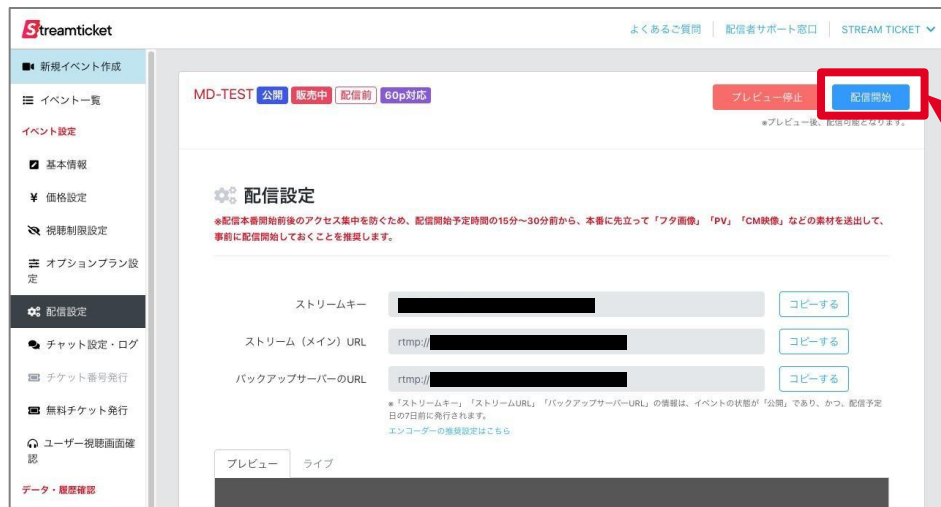 Streamticket
よくあるご質問
配信者サポート窓口
STREAM TICKET
新規イベント作成
イベント一覧
イベント設定
基本情報
価格設定
視聴制限設定
オプションプラン設
定
配信設定
チャット設定・ログ
チケット番号発行
無料チケット発行
ユーザー視聴画面確
認
データ・履歴確認
MD-TEST 公開 販売中 配信前 60p対応
プレビュー停止
配信開始
※プレビュー後、配信可能となります。
配信設定
※配信本番開始前後のアクセス集中を防ぐため、配信開始予定時間の15分〜30分前から、本番に先立って「フタ画像」「PV」「CM映像」などの素材を送出して、
事前に配信開始しておくことを推奨します。
ストリームキー
コピーする
ストリーム（メイン）URL
rtmp://
コピーする
バックアップサーバーのURL
rtmp://
コピーする
※「ストリームキー」「ストリームURL」「バックアップサーバーURL」の情報は、イベントの状態が「公開」であり、かつ、配信予定
日の7日前に発行されます。
エンコーダーの推奨設定はこちら
プレビュー
ライブ